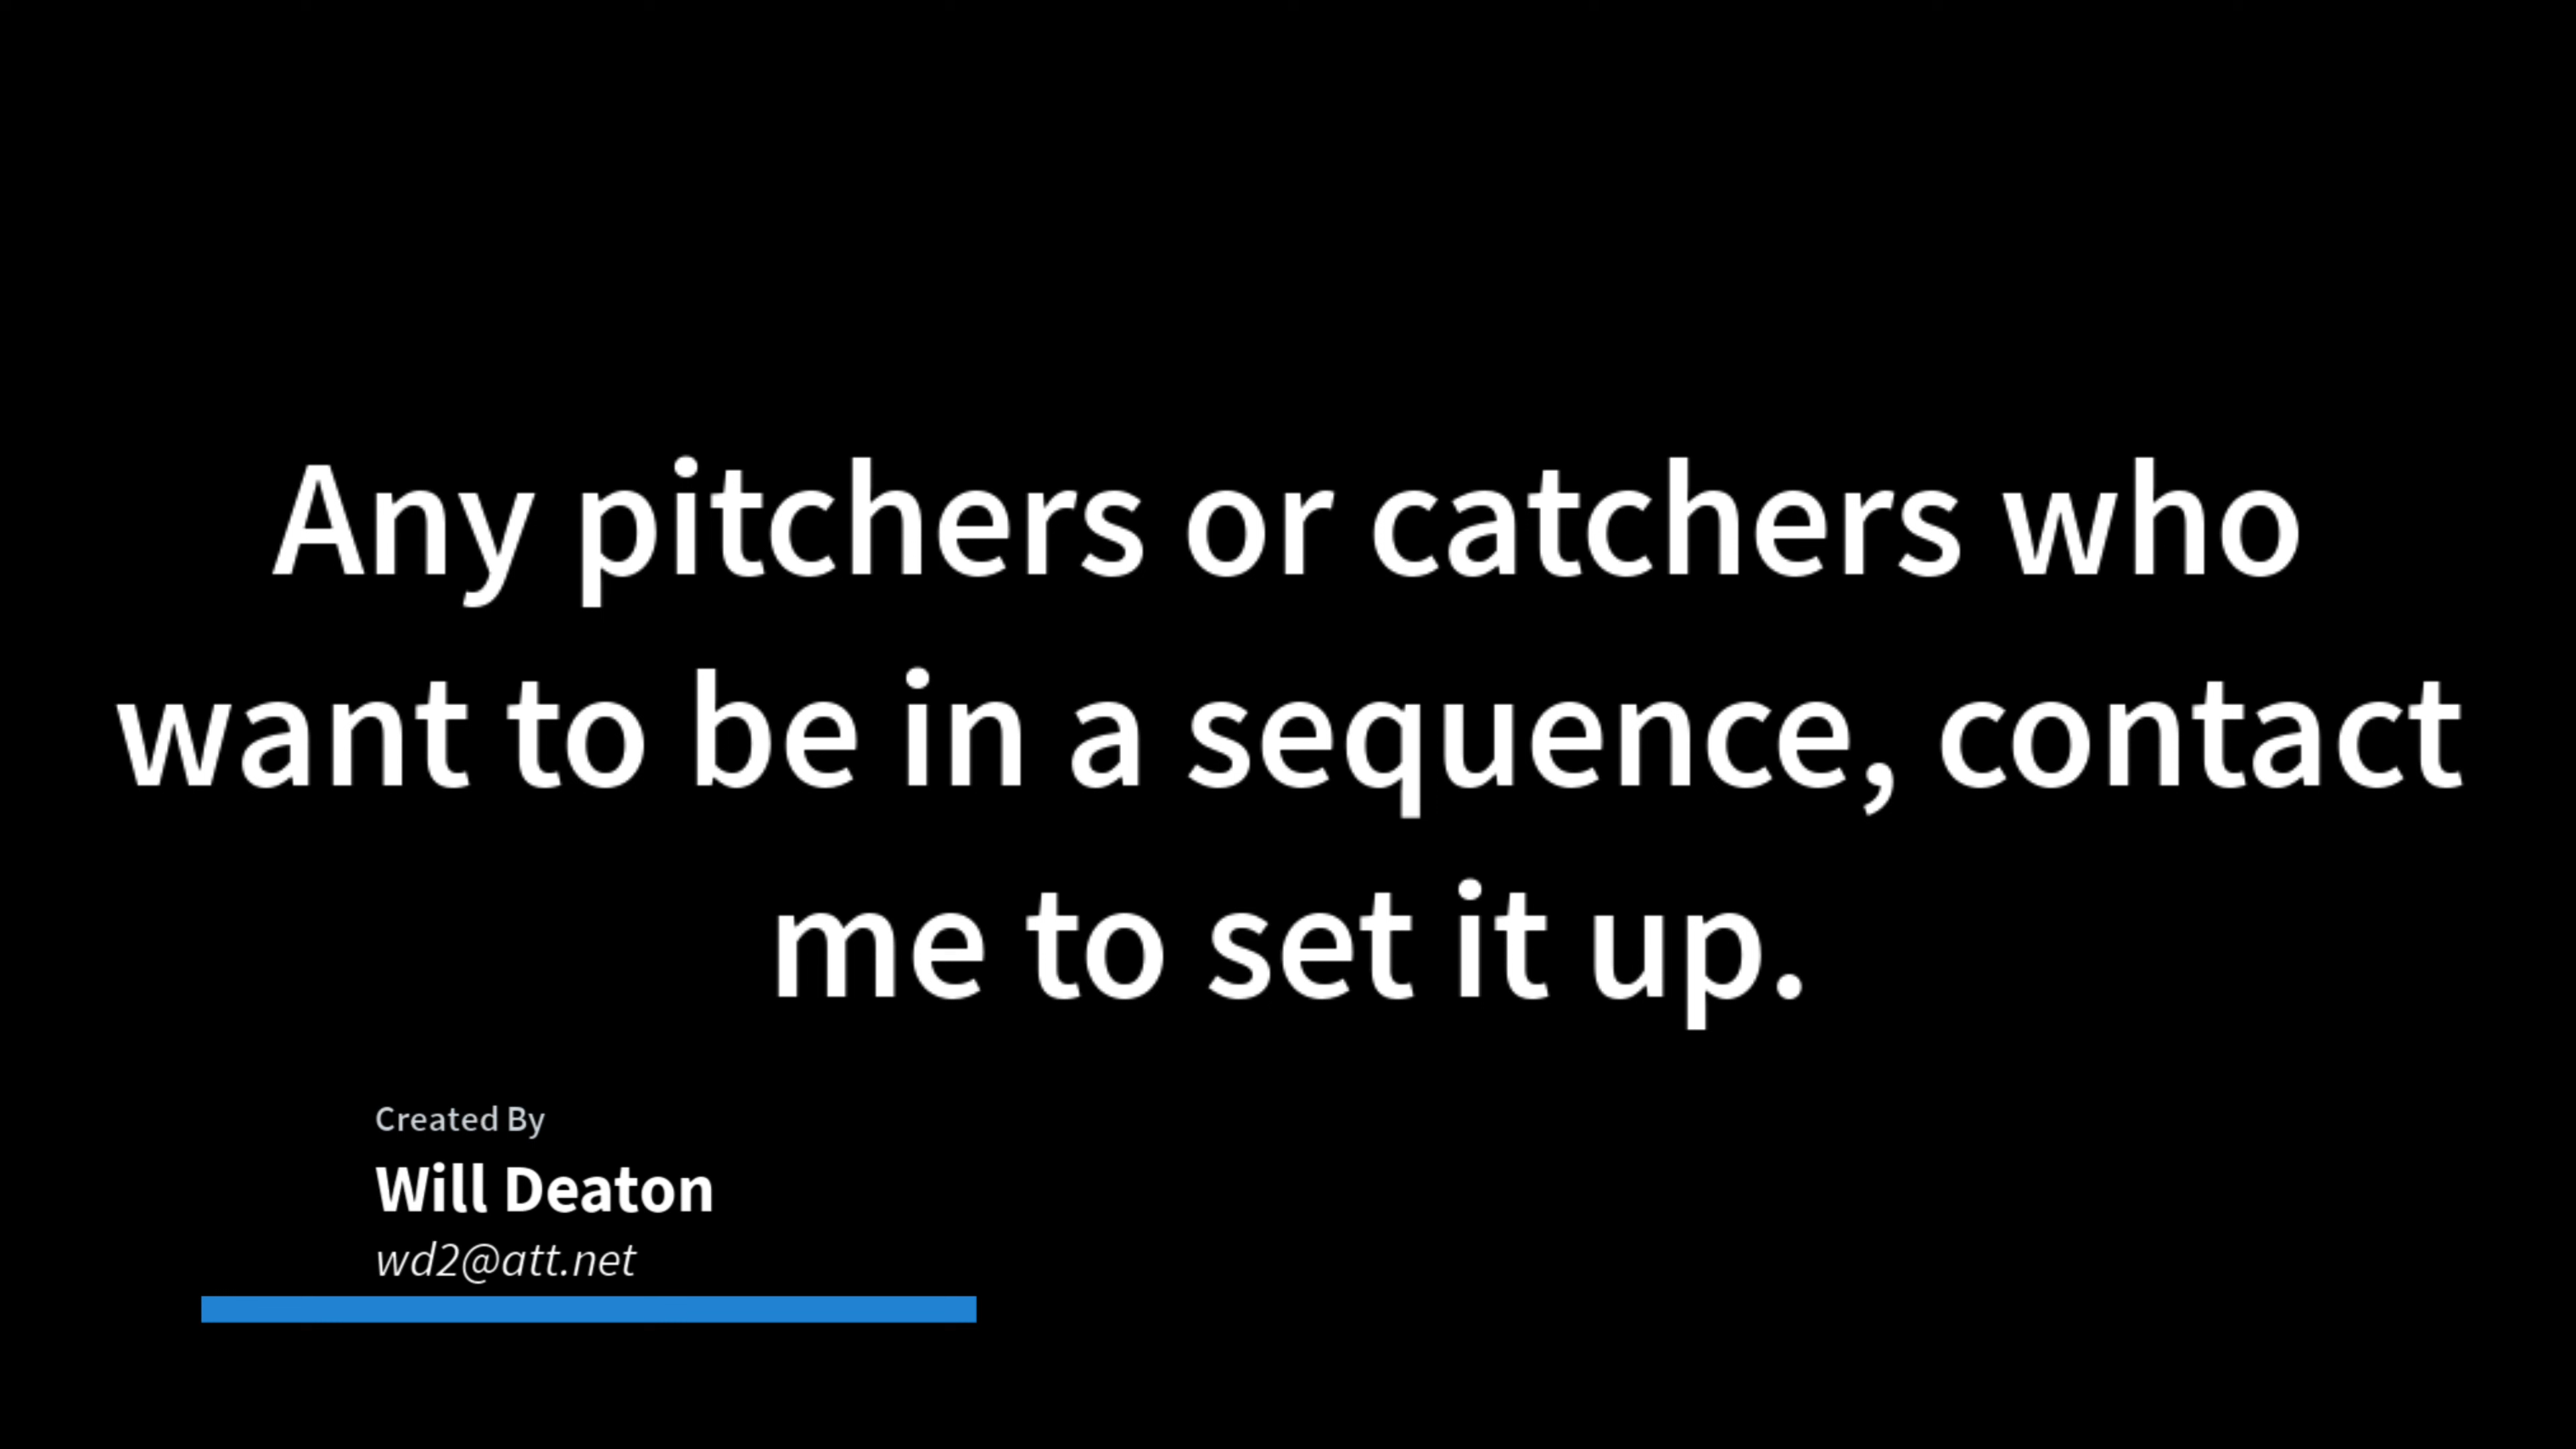 Any pitchers or catchers who
want to be in a sequence, contact
me to set it up.
Created By
Will Deaton
wd2@att.net